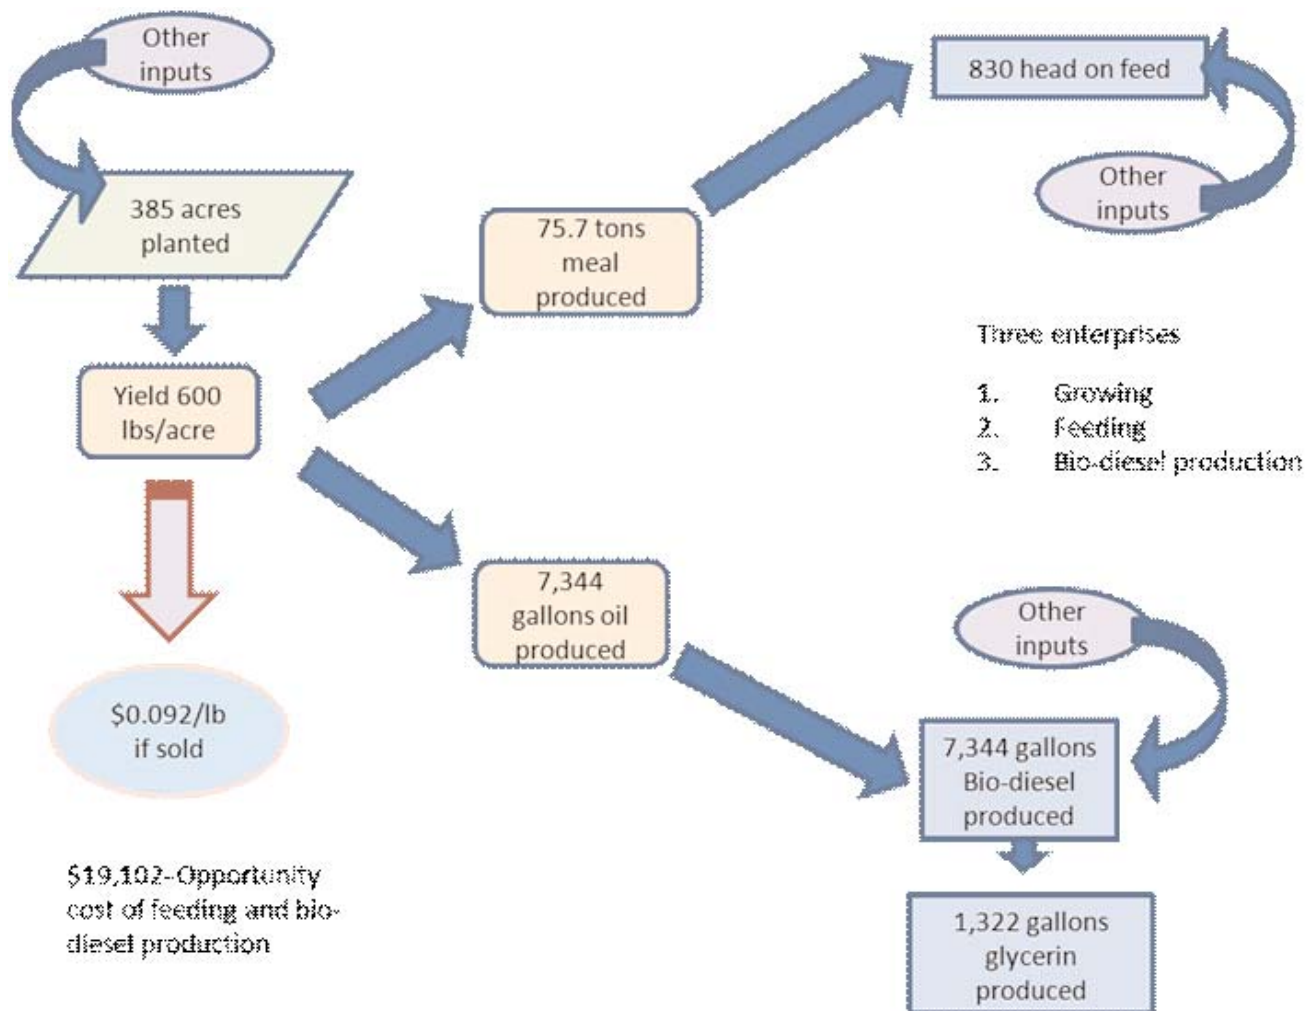 Other
inputs
385 acres
planted
Yield 600
lbs/acre
$0.092/lb
if sold
$19,102-Opportunity
cost of feeding and bio-
diesel production
75.7 tons
meal
produced
7,344
gallons oil
produced
830 head on feed
Other
inputs
Three enterprises
1. Growing
2. Feeding
3. Bio-diesel production
Other
inputs
7,344 gallons
Bio-diesel
produced
1,322 gallons
glycerin
produced